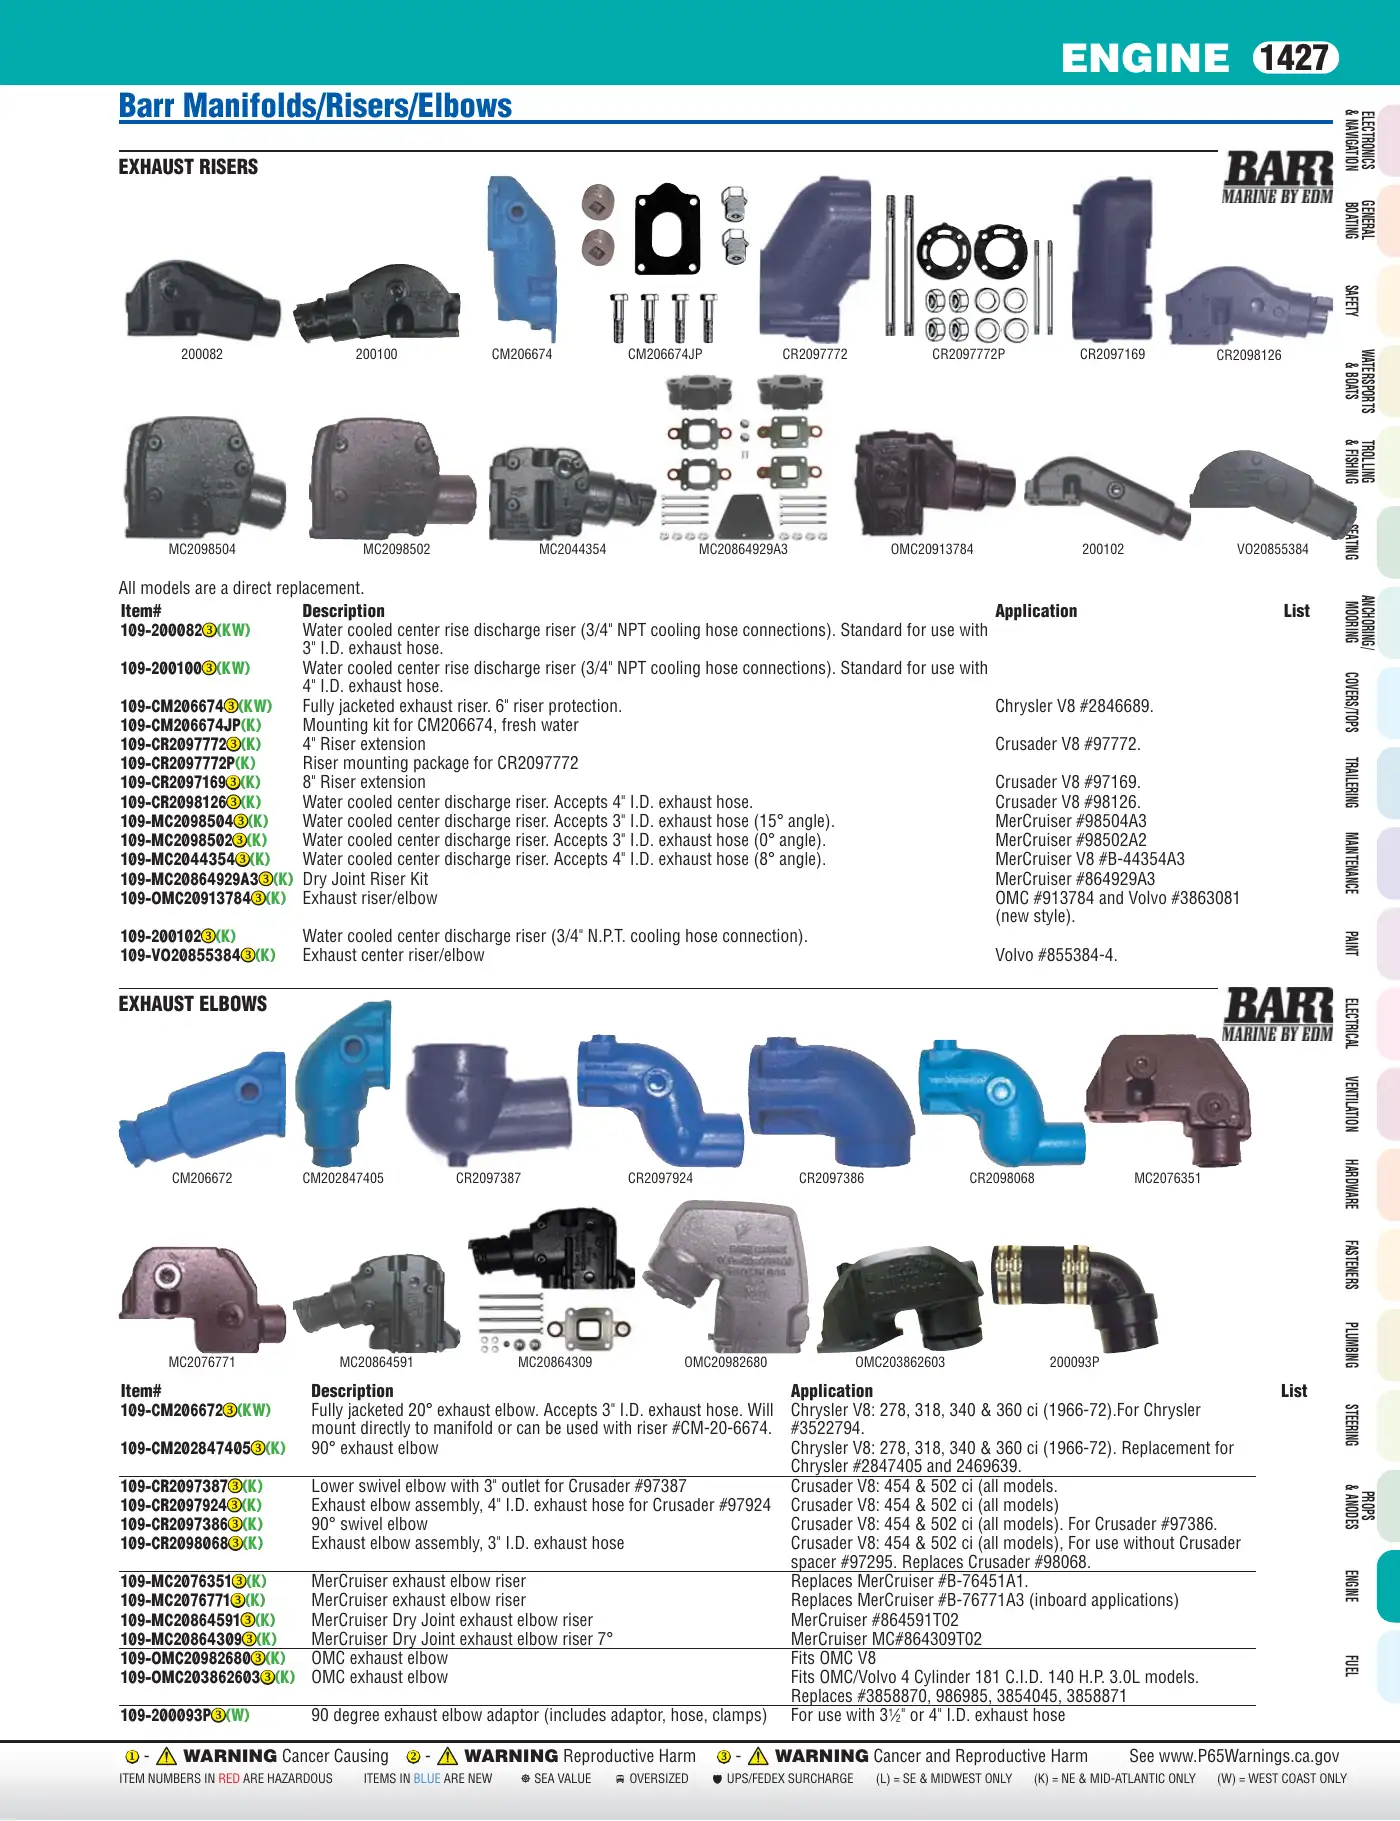 ENGINE 1427
Barr Manifolds/Risers/Elbows
EXHAUST RISERS
BARR
MARINE BY EDM
200082 200100 CM206674 CM206674JP CR2097772 CR2097772P CR2097169 CR2098126
MC2098504 MC2098502 MC2044354 MC20864929A3 OMC20913784 200102 VO20855384
All models are a direct replacement.
Item# Description Application List
109-200082③(KW) Water cooled center rise discharge riser (3/4" NPT cooling hose connections). Standard for use with
3" I.D. exhaust hose.
109-200100③(KW) Water cooled center rise discharge riser (3/4" NPT cooling hose connections). Standard for use with
4" I.D. exhaust hose.
109-CM206674③(KW) Fully jacketed exhaust riser. 6" riser protection. Chrysler V8 #2846689.
109-CM206674JP(K) Mounting kit for CM206674, fresh water
109-CR2097772③(K) 4" Riser extension Crusader V8 #97772.
109-CR2097772P(K) Riser mounting package for CR2097772
109-CR2097169③(K) 8" Riser extension Crusader V8 #97169.
109-CR2098126③(K) Water cooled center discharge riser. Accepts 4" I.D. exhaust hose. Crusader V8 #98126.
109-MC2098504③(K) Water cooled center discharge riser. Accepts 3" I.D. exhaust hose (15° angle). MerCruiser #98504A3
109-MC2098502③(K) Water cooled center discharge riser. Accepts 3" I.D. exhaust hose (0° angle). MerCruiser #98502A2
109-MC2044354③(K) Water cooled center discharge riser. Accepts 4" I.D. exhaust hose (8° angle). MerCruiser V8 #B-44354A3
109-MC20864929A3③(K) Dry Joint Riser Kit MerCruiser #864929A3
109-OMC20913784③(K) Exhaust riser/elbow OMC #913784 and Volvo #3863081
(new style).
109-200102③(K) Water cooled center discharge riser (3/4" N.P.T. cooling hose connection).
109-VO20855384③(K) Exhaust center riser/elbow Volvo #855384-4.
EXHAUST ELBOWS
BARR
MARINE BY EDM
CM206672 CM202847405 CR2097387 CR2097924 CR2097386 CR2098068 MC2076351
MC2076771 MC20864591 MC20864309 OMC20982680 OMC203862603 200093P
Item# Description Application List
109-CM206672③(KW) Fully jacketed 20° exhaust elbow. Accepts 3" I.D. exhaust hose. Will Chrysler V8: 278, 318, 340 & 360 ci (1966-72).For Chrysler
mount directly to manifold or can be used with riser #CM-20-6674. #3522794.
109-CM202847405③(K) 90° exhaust elbow Chrysler V8: 278, 318, 340 & 360 ci (1966-72). Replacement for
Chrysler #2847405 and 2469639.
109-CR2097387③(K) Lower swivel elbow with 3" outlet for Crusader #97387 Crusader V8: 454 & 502 ci (all models.
109-CR2097924③(K) Exhaust elbow assembly, 4" I.D. exhaust hose for Crusader #97924 Crusader V8: 454 & 502 ci (all models)
109-CR2097386③(K) 90° swivel elbow Crusader V8: 454 & 502 ci (all models). For Crusader #97386.
109-CR2098068③(K) Exhaust elbow assembly, 3" I.D. exhaust hose Crusader V8: 454 & 502 ci (all models), For use without Crusader
spacer #97295. Replaces Crusader #98068.
109-MC2076351③(K) MerCruiser exhaust elbow riser Replaces MerCruiser #B-76451A1.
109-MC2076771③(K) MerCruiser exhaust elbow riser Replaces MerCruiser #B-76771A3 (inboard applications)
109-MC20864591③(K) MerCruiser Dry Joint exhaust elbow riser MerCruiser #864591T02
109-MC20864309③(K) MerCruiser Dry Joint exhaust elbow riser 7° MerCruiser MC#864309T02
109-OMC20982680③(K) OMC exhaust elbow Fits OMC V8
109-OMC203862603③(K) OMC exhaust elbow Fits OMC/Volvo 4 Cylinder 181 C.I.D. 140 H.P. 3.0L models.
Replaces #3858870, 986985, 3854045, 3858871
109-200093P③(W) 90 degree exhaust elbow adaptor (includes adaptor, hose, clamps) For use with 3½" or 4" I.D. exhaust hose
① - WARNING Cancer Causing ② - WARNING Reproductive Harm ③ - WARNING Cancer and Reproductive Harm See www.P65Warnings.ca.gov
ITEM NUMBERS IN RED ARE HAZARDOUS ITEMS IN BLUE ARE NEW SEA VALUE OVERSIZED UPS/FEDEX SURCHARGE (L) = SE & MIDWEST ONLY (K) = NE & MID-ATLANTIC ONLY (W) = WEST COAST ONLY
ELECTRONICS
& NAVIGATION
GENERAL
BOATING
SAFETY
WATERSPORTS
& BOATS
TROLLING
& FISHING
SEATING
ANCHORING/
MOORING
COVERS/TOPS
TRAILERING
MAINTENANCE
PAINT
ELECTRICAL
VENTILATION
HARDWARE
FASTENERS
PLUMBING
STEERING
PROPS
& ANODES
ENGINE
FUEL